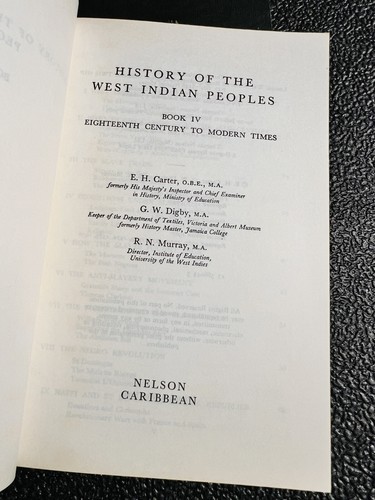 HISTORY OF THE
WEST INDIAN PEOPLES
BOOK IV
EIGHTEENTH CENTURY TO MODERN TIMES
E. H. Carter, O.B.E., M.A.
formerly His Majesty's Inspector and Chief Examiner
in History, Ministry of Education
G. W. Digby, M.A.
Keeper of the Department of Textiles, Victoria and Albert Museum
formerly History Master, Jamaica College
R. N. Murray, M.A.
Director, Institute of Education,
University of the West Indies
NELSON
CARIBBEAN